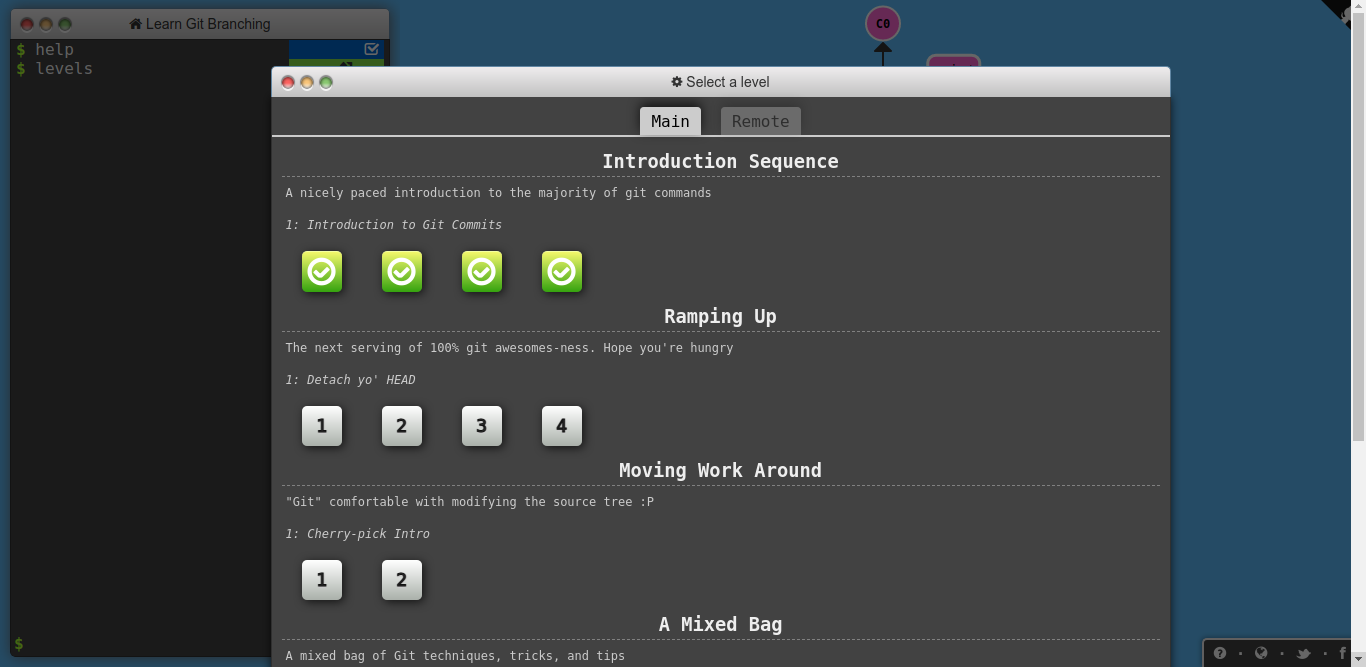 Learn Git Branching
$ help
$ levels
C0
Select a level
Main Remote
Introduction Sequence
A nicely paced introduction to the majority of git commands
1: Introduction to Git Commits
Ramping Up
The next serving of 100% git awesomes-ness. Hope you're hungry
1: Detach yo' HEAD
1 2 3 4
Moving Work Around
"Git" comfortable with modifying the source tree :P
1: Cherry-pick Intro
1 2
A Mixed Bag
A mixed bag of Git techniques, tricks, and tips
$